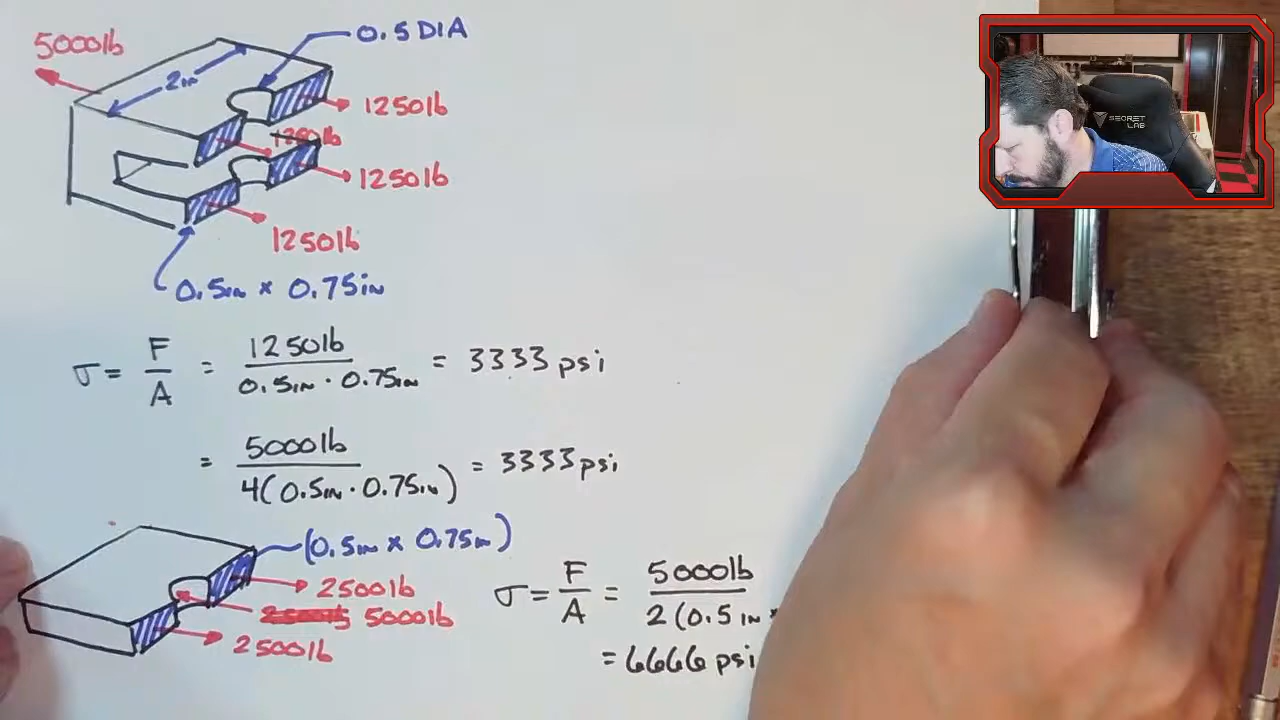 5000lb
0.5 DIA
2in
1250lb
1250lb
1250lb
1250lb
0.5in × 0.75in
σ = F/A = 1250lb / 0.5in · 0.75in = 3333 psi
= 5000lb / 4(0.5in · 0.75in) = 3333 psi
(0.5in × 0.75in)
2500lb
5000lb
2500lb
σ = F/A = 5000lb / 2(0.5in
= 6666 psi
SECRET
LAB